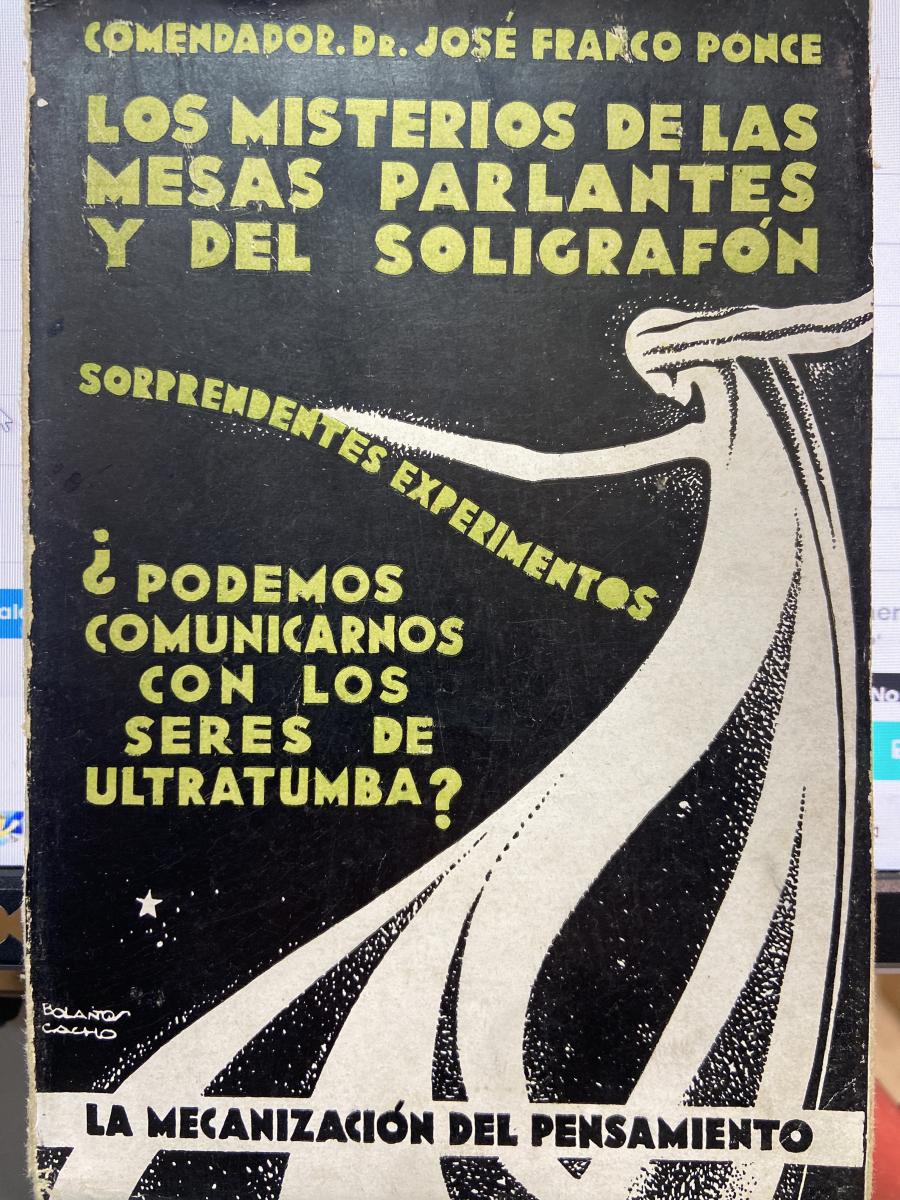 COMENDADOR. DR. JOSÉ FRANCO PONCE
LOS MISTERIOS DE LAS
MESAS PARLANTES
Y DEL SOLIGRAFÓN
SORPRENDENTES EXPERIMENTOS
¿PODEMOS
COMUNICARNOS
CON LOS
SERES DE
ULTRATUMBA?
BOLAÑOS
CACHO
LA MECANIZACIÓN DEL PENSAMIENTO